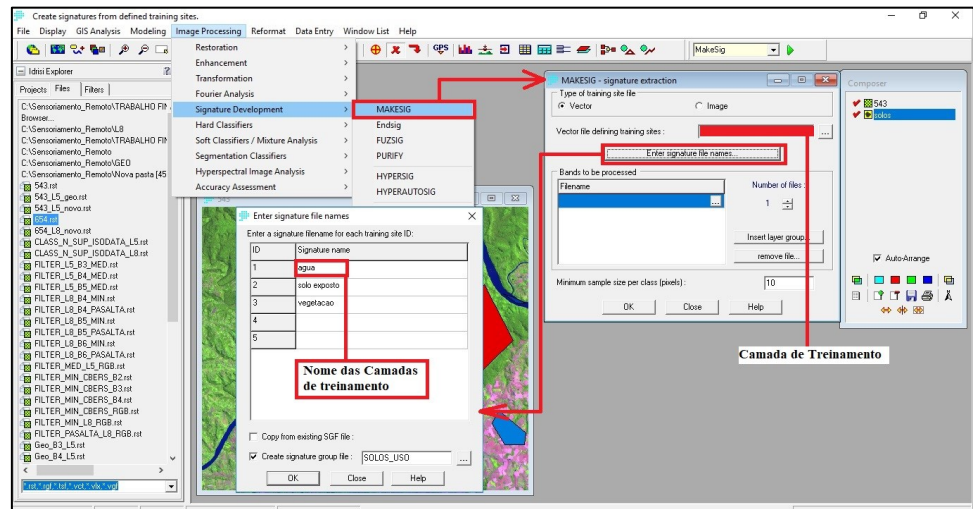 Create signatures from defined training sites.
File Display GIS Analysis Modeling Image Processing Reformat Data Entry Window List Help
GPS
MakeSig
Restoration
Enhancement
Transformation
Fourier Analysis
Signature Development
Hard Classifiers
Soft Classifiers / Mixture Analysis
Segmentation Classifiers
Hyperspectral Image Analysis
Accuracy Assessment
MAKESIG
Endsig
FUZSIG
PURIFY
HYPERSIG
HYPERAUTOSIG
Idrisi Explorer
Projects Files Filters
C:\Sensoriamento_Remoto\TRABALHO FIN
Browser...
C:\Sensoriamento_Remoto\L8
C:\Sensoriamento_Remoto\TRABALHO FIN
C:\Sensoriamento_Remoto
C:\Sensoriamento_Remoto\GEO
C:\Sensoriamento_Remoto\Nova pasta [45
543.rst
543_L5_geo.rst
543_L5_novo.rst
654.rst
654_L8_novo.rst
CLASS_N_SUP_ISODATA_L5.rst
CLASS_N_SUP_ISODATA_L8.rst
FILTER_L5_B3_MED.rst
FILTER_L5_B4_MED.rst
FILTER_L5_B5_MED.rst
FILTER_L8_B4_MIN.rst
FILTER_L8_B4_PASALTA.rst
FILTER_L8_B5_MIN.rst
FILTER_L8_B5_PASALTA.rst
FILTER_L8_B6_MIN.rst
FILTER_L8_B6_PASALTA.rst
FILTER_MED_L5_RGB.rst
FILTER_MIN_CBERS_B2.rst
FILTER_MIN_CBERS_B3.rst
FILTER_MIN_CBERS_B4.rst
FILTER_MIN_CBERS_RGB.rst
FILTER_MIN_L8_RGB.rst
FILTER_PASALTA_L8_RGB.rst
Geo_B3_L5.rst
Geo_B4_L5.rst
*.rst,*.rgf,*.tsf,*.vct,*.vlx,*.vgf
543
Enter signature file names
Enter a signature filename for each training site ID:
ID Signature name
1 agua
2 solo exposto
3 vegetacao
4
5
Nome das Camadas
de treinamento
Copy from existing SGF file :
Create signature group file : SOLOS_USO ...
OK Close Help
MAKESIG - signature extraction
Type of training site file
Vector Image
Vector file defining training sites : ...
Enter signature file names...
Bands to be processed
Filename
...
Number of files :
1
Insert layer group...
remove file...
Minimum sample size per class (pixels) : 10
OK Close Help
Camada de Treinamento
Composer
543
solos
Auto-Arrange